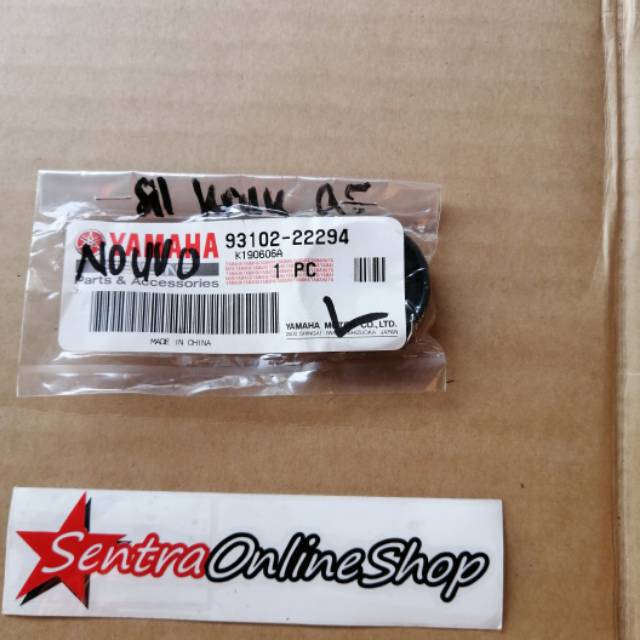 YAMAHA 93102-22294
K190606A
NOUVO 1 PC
Parts & Accessories
YAMAHA MOTOR CO., LTD.
MADE IN CHINA
SentraOnlineShop